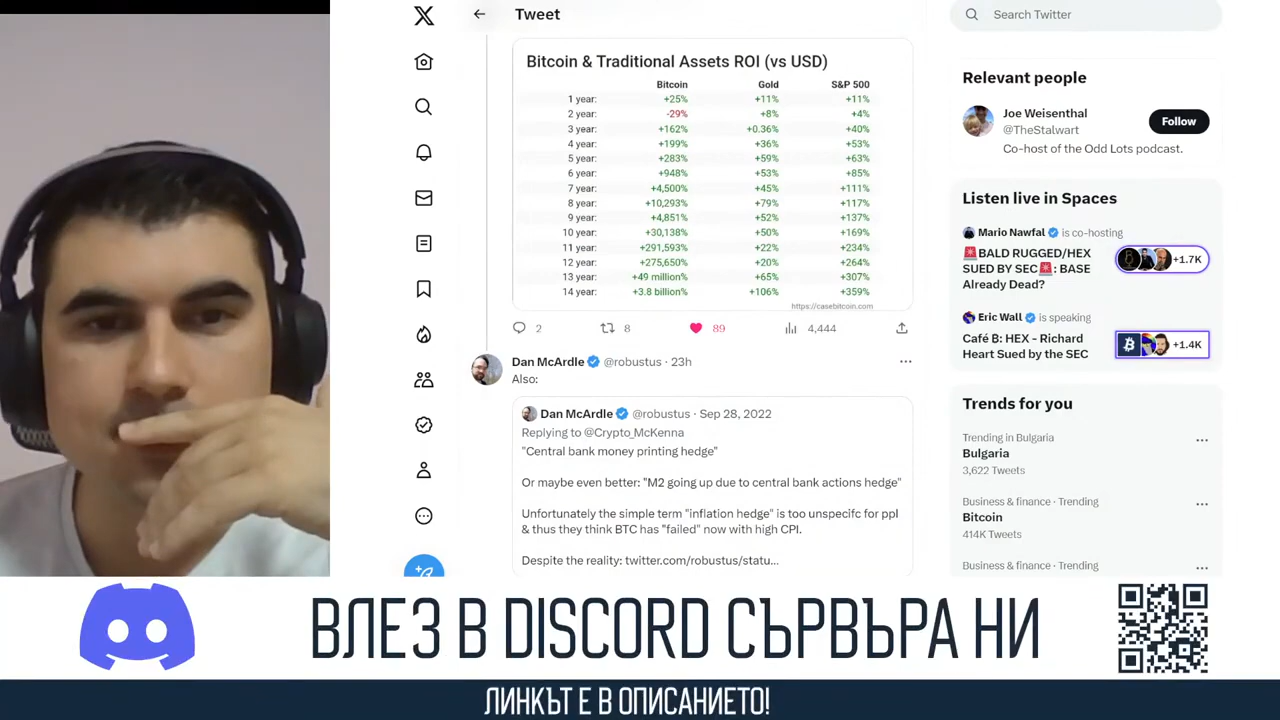 Tweet
Search Twitter
Bitcoin & Traditional Assets ROI (vs USD)
Bitcoin Gold S&P 500
1 year: +25% +11% +11%
2 year: -29% +8% +4%
3 year: +162% +0.36% +40%
4 year: +199% +36% +53%
5 year: +283% +59% +63%
6 year: +948% +53% +85%
7 year: +4,500% +45% +111%
8 year: +10,293% +79% +117%
9 year: +4,851% +52% +137%
10 year: +30,138% +50% +169%
11 year: +291,593% +22% +234%
12 year: +275,650% +20% +264%
13 year: +49 million% +65% +307%
14 year: +3.8 billion% +106% +359%
https://casebitcoin.com
2 8 89 4,444
Dan McArdle @robustus · 23h
Also:
Dan McArdle @robustus · Sep 28, 2022
Replying to @Crypto_McKenna
"Central bank money printing hedge"
Or maybe even better: "M2 going up due to central bank actions hedge"
Unfortunately the simple term "inflation hedge" is too unspecifc for ppl
& thus they think BTC has "failed" now with high CPI.
Despite the reality: twitter.com/robustus/statu...
Relevant people
Joe Weisenthal
@TheStalwart
Follow
Co-host of the Odd Lots podcast.
Listen live in Spaces
Mario Nawfal is co-hosting
🚨BALD RUGGED/HEX
SUED BY SEC🚨: BASE
Already Dead?
+1.7K
Eric Wall is speaking
Café ₿: HEX - Richard
Heart Sued by the SEC
+1.4K
Trends for you
Trending in Bulgaria
Bulgaria
3,622 Tweets
Business & finance · Trending
Bitcoin
414K Tweets
Business & finance · Trending
ВЛЕЗ В DISCORD СЪРВЪРА НИ
ЛИНКЪТ Е В ОПИСАНИЕТО!